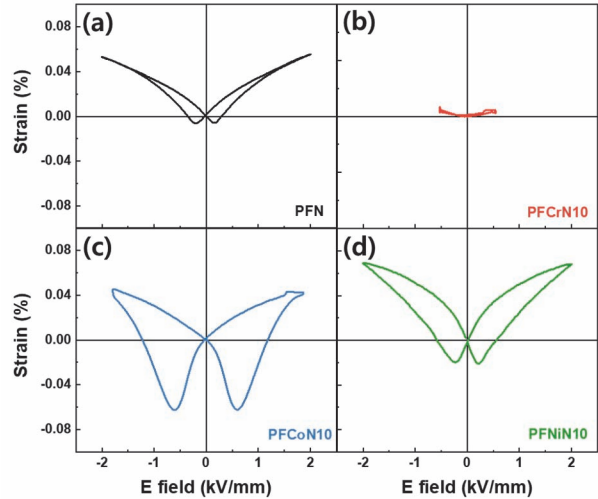 (a)
(b)
0.08
0.04
0.00
-0.04
-0.08
Strain (%)
PFN
PFCrN10
(c)
(d)
0.08
0.04
0.00
-0.04
-0.08
Strain (%)
PFCoN10
PFNiN10
-2 -1 0 1 2
-2 -1 0 1 2
E field (kV/mm)
E field (kV/mm)